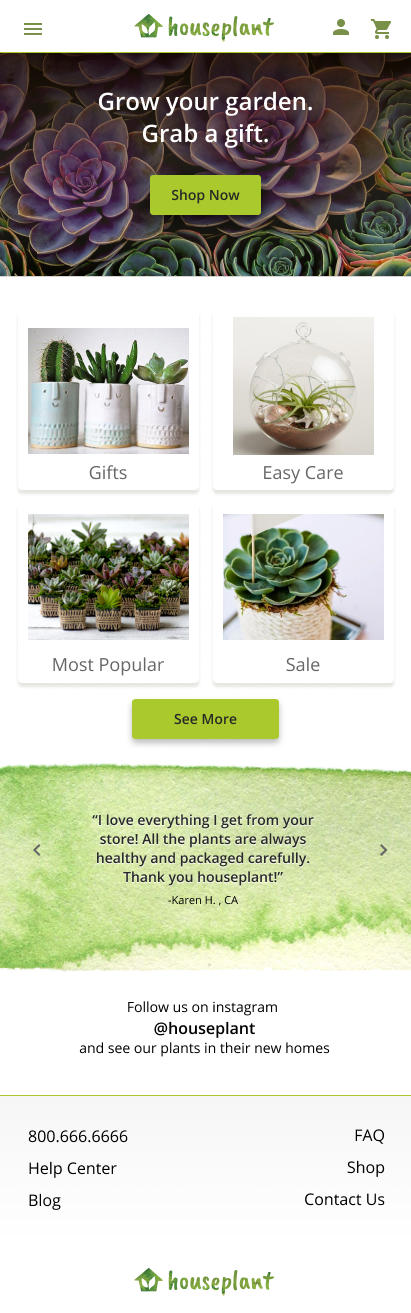 houseplant
Grow your garden.
Grab a gift.
Shop Now
Gifts
Easy Care
Most Popular
Sale
See More
“I love everything I get from your
store! All the plants are always
healthy and packaged carefully.
Thank you houseplant!”
-Karen H. , CA
Follow us on instagram
@houseplant
and see our plants in their new homes
800.666.6666
FAQ
Help Center
Shop
Blog
Contact Us
houseplant